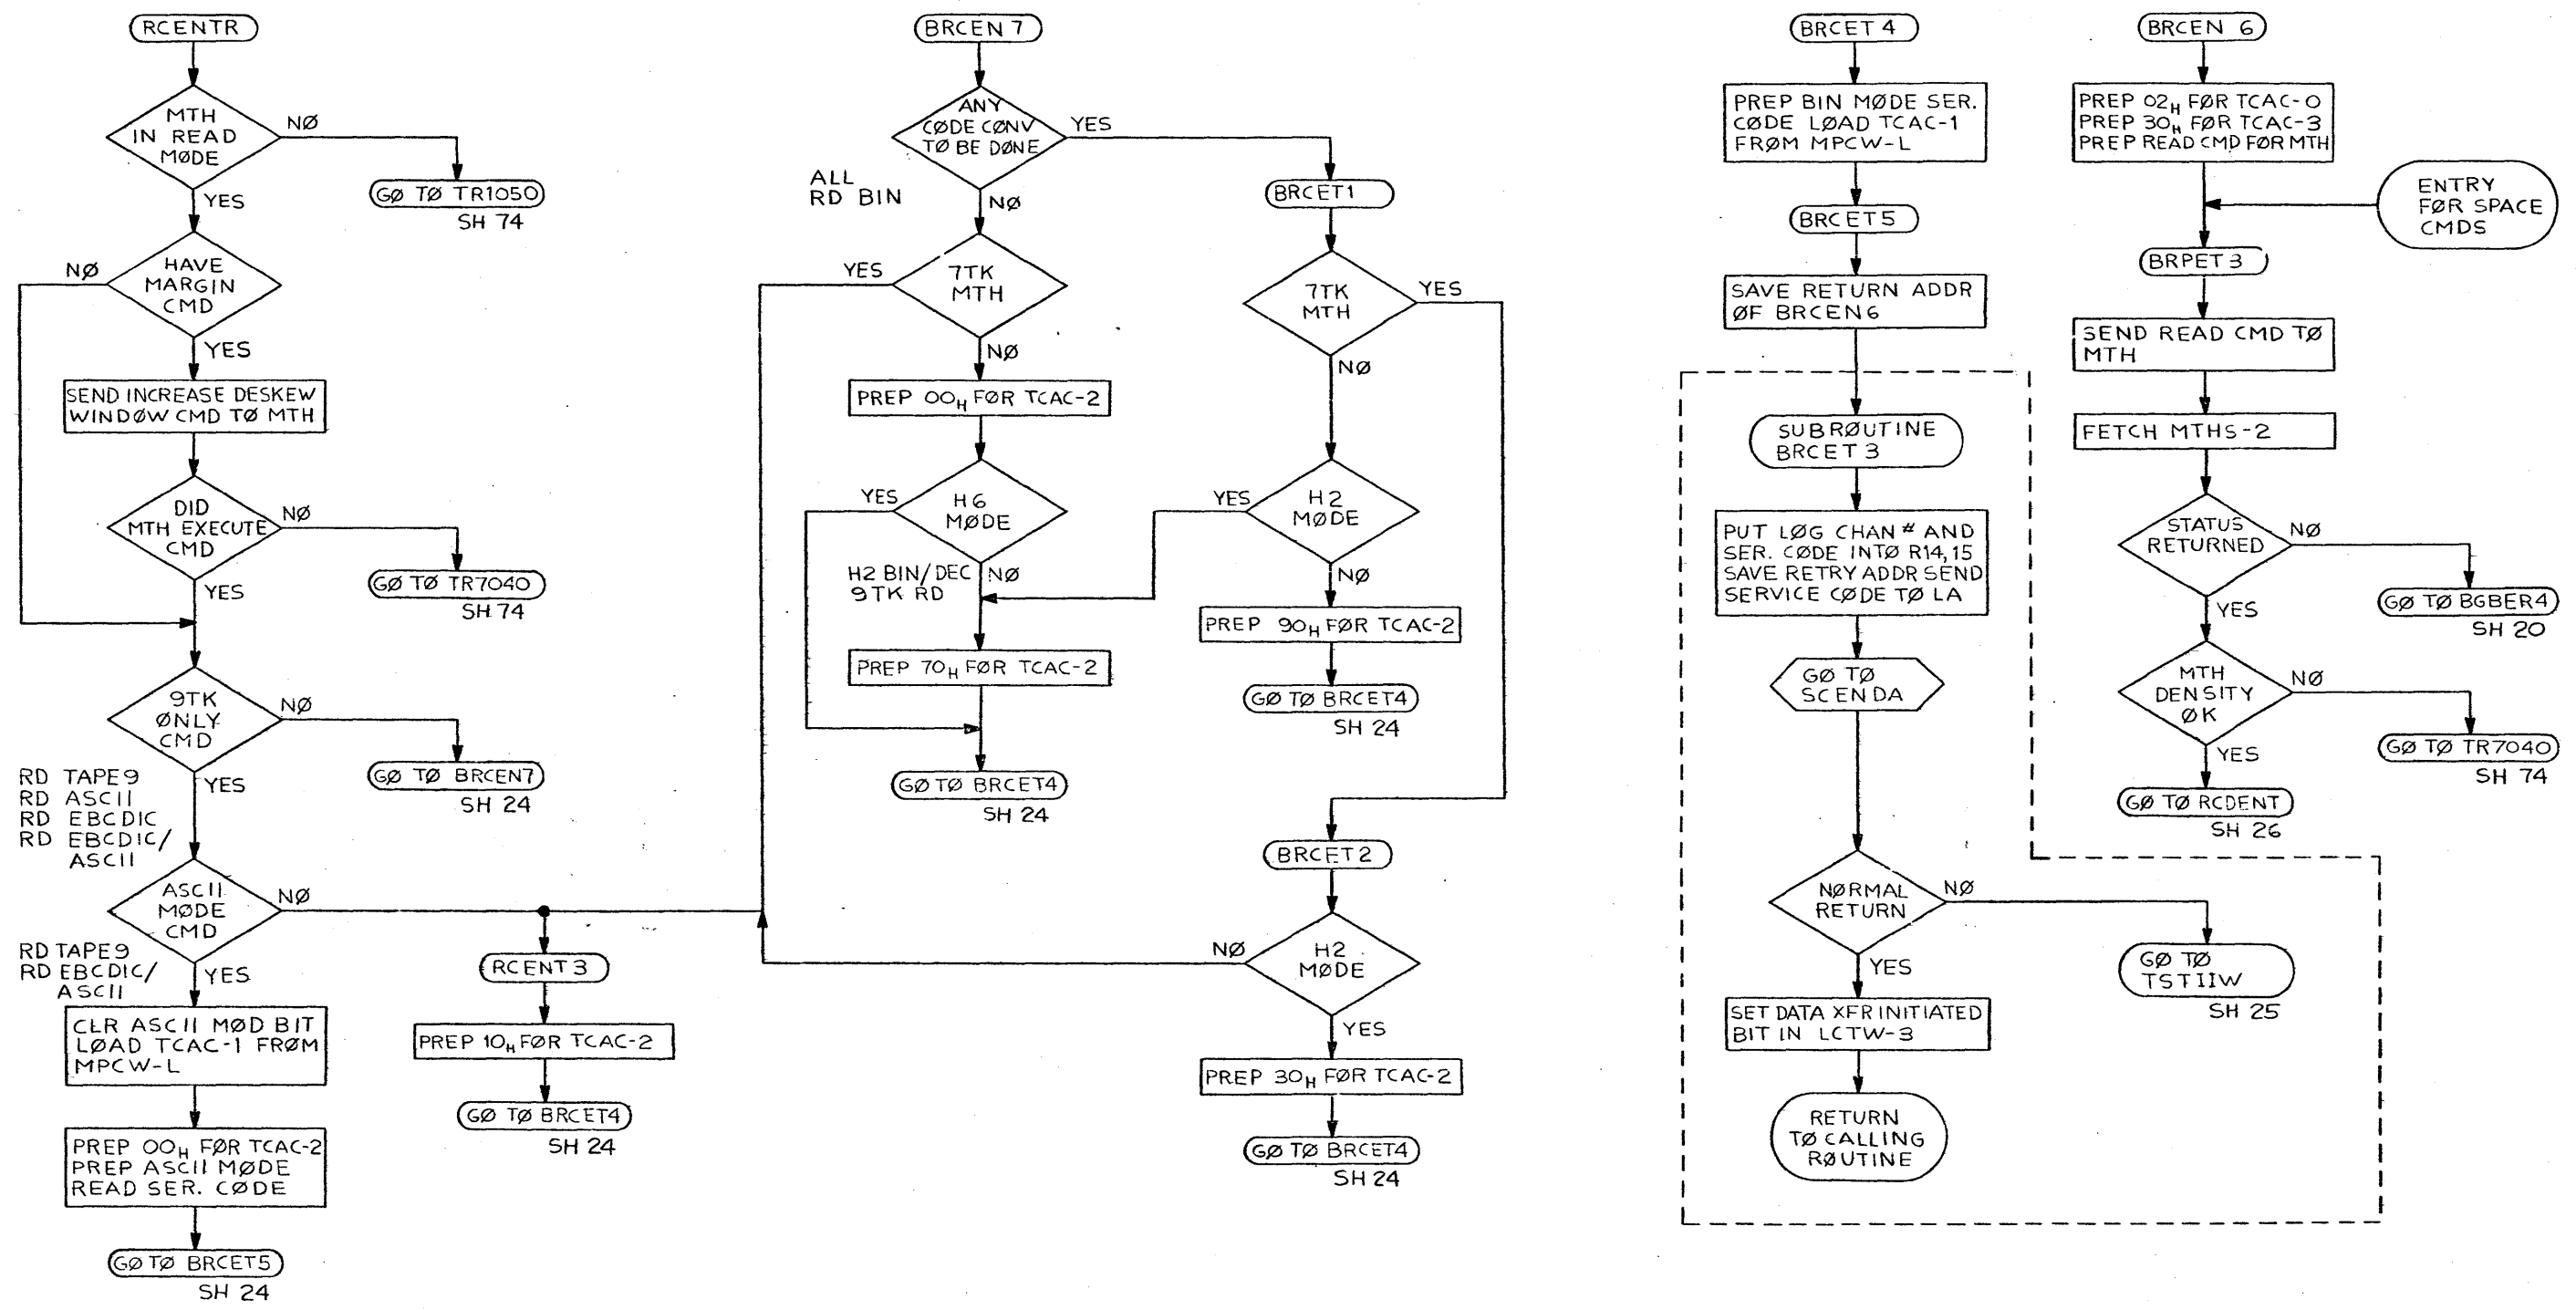 RCENTR
MTH
IN READ
MØDE
NØ
GØ TØ TR1050
SH 74
YES
HAVE
MARGIN
CMD
NØ
YES
SEND INCREASE DESKEW
WINDØW CMD TØ MTH
DID
MTH EXECUTE
CMD
NØ
GØ TØ TR7040
SH 74
YES
9TK
ØNLY
CMD
NØ
GØ TØ BRCEN7
SH 24
YES
RD TAPE9
RD ASCII
RD EBCDIC
RD EBCDIC/
ASCII
ASCII
MØDE
CMD
NØ
RD TAPE9
RD EBCDIC/
ASCII
YES
CLR ASCII MØD BIT
LØAD TCAC-1 FRØM
MPCW-L
PREP 00H FØR TCAC-2
PREP ASCII MØDE
READ SER. CØDE
GØ TØ BRCET5
SH 24
RCENT3
PREP 10H FØR TCAC-2
GØ TØ BRCET4
SH 24
BRCEN 7
ANY
CØDE CØNV
TØ BE DØNE
YES
ALL
RD BIN
NØ
7TK
MTH
YES
NØ
PREP 00H FØR TCAC-2
H6
MØDE
YES
H2 BIN/DEC
9TK RD
NØ
PREP 70H FØR TCAC-2
GØ TØ BRCET4
SH 24
BRCET1
7TK
MTH
YES
NØ
H2
MØDE
YES
NØ
PREP 90H FØR TCAC-2
GØ TØ BRCET4
SH 24
BRCET2
H2
MØDE
NØ
YES
PREP 30H FØR TCAC-2
GØ TØ BRCET4
SH 24
BRCET 4
PREP BIN MØDE SER.
CØDE LØAD TCAC-1
FRØM MPCW-L
BRCET5
SAVE RETURN ADDR
ØF BRCEN6
SUBRØUTINE
BRCET3
PUT LØG CHAN # AND
SER. CØDE INTØ R14,15
SAVE RETRY ADDR SEND
SERVICE CØDE TØ LA
GØ TØ
SCENDA
NØRMAL
RETURN
NØ
GØ TØ
TSTIIW
SH 25
YES
SET DATA XFR INITIATED
BIT IN LCTW-3
RETURN
TØ CALLING
RØUTINE
BRCEN 6
PREP 02H FØR TCAC-0
PREP 30H FØR TCAC-3
PREP READ CMD FØR MTH
ENTRY
FØR SPACE
CMDS
BRPET 3
SEND READ CMD TØ
MTH
FETCH MTHS-2
STATUS
RETURNED
NØ
GØ TØ BGBER4
SH 20
YES
MTH
DENSITY
ØK
NØ
GØ TØ TR7040
SH 74
YES
GØ TØ RCDENT
SH 26